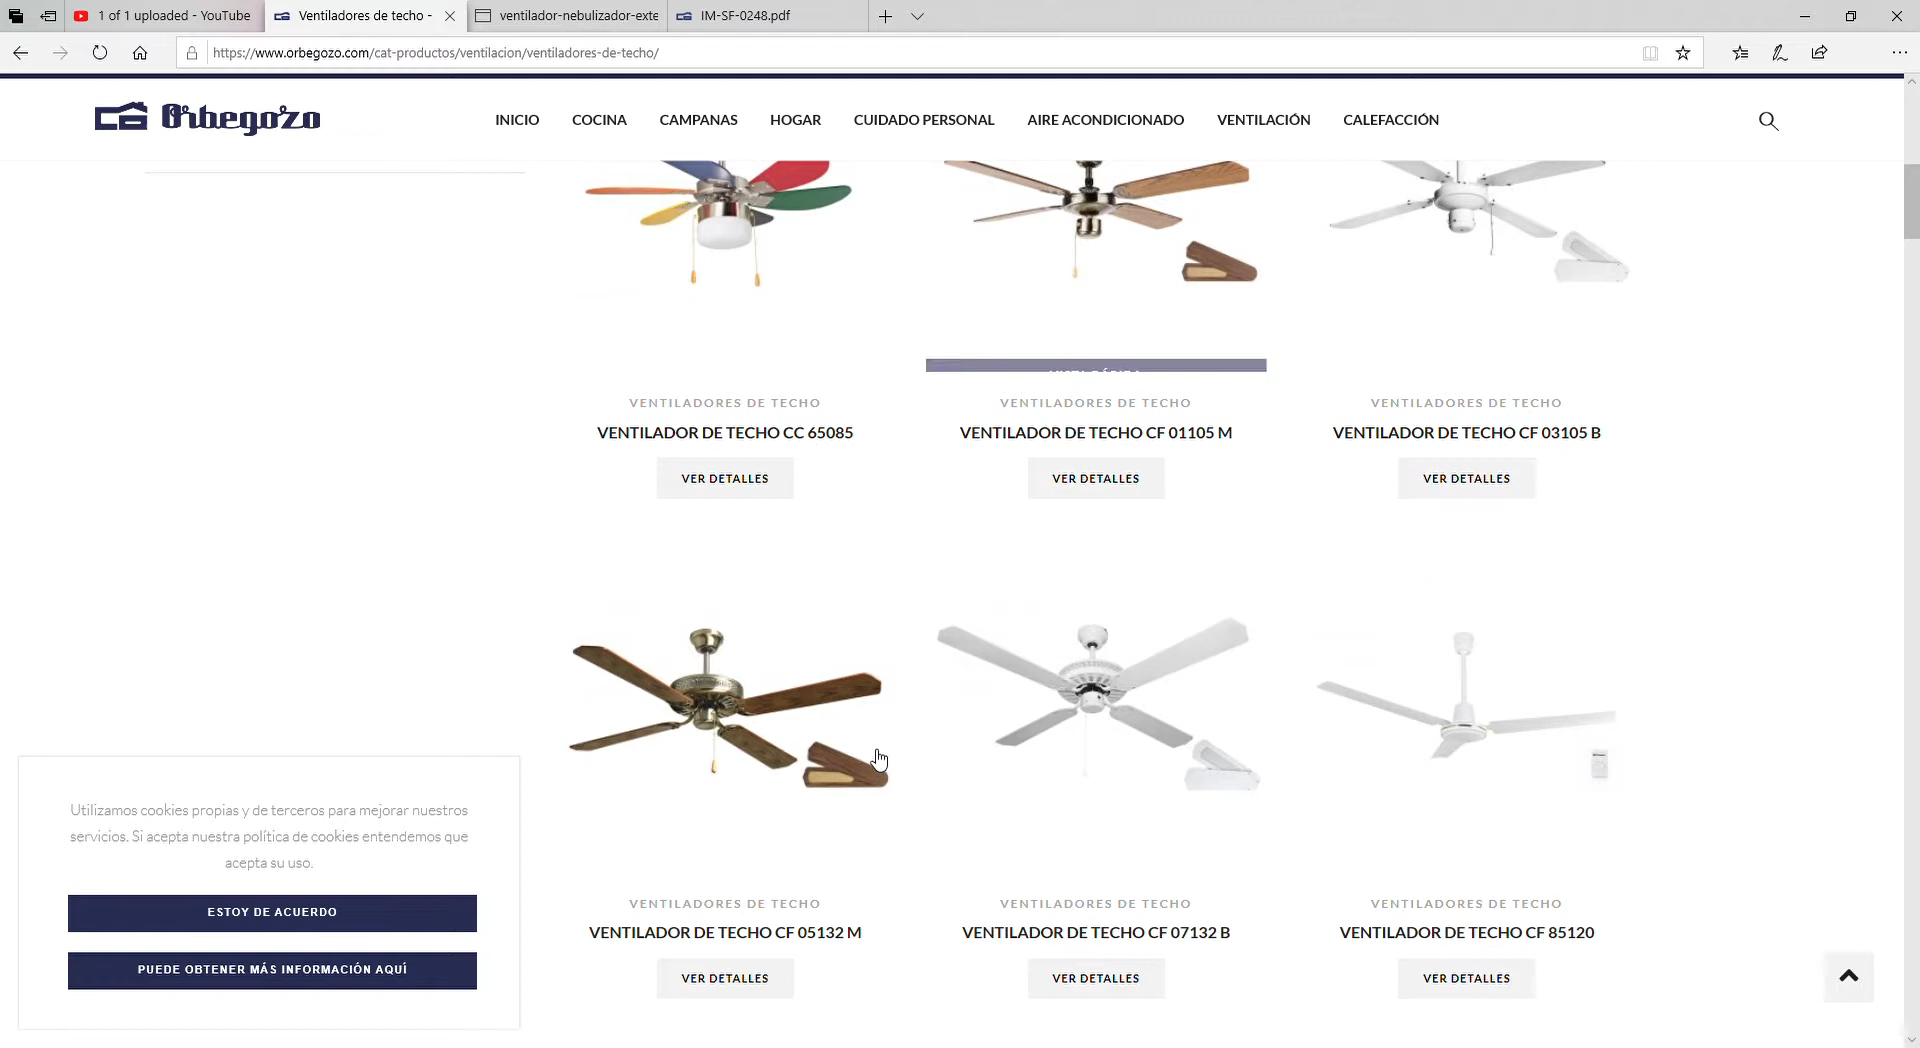 1 of 1 uploaded - YouTube
Ventiladores de techo -
ventilador-nebulizador-exte
IM-SF-0248.pdf
https://www.orbegozo.com/cat-productos/ventilacion/ventiladores-de-techo/
Orbegozo
INICIO COCINA CAMPANAS HOGAR CUIDADO PERSONAL AIRE ACONDICIONADO VENTILACIÓN CALEFACCIÓN
VENTILADORES DE TECHO
VENTILADOR DE TECHO CC 65085
VER DETALLES
VENTILADORES DE TECHO
VENTILADOR DE TECHO CF 01105 M
VER DETALLES
VENTILADORES DE TECHO
VENTILADOR DE TECHO CF 03105 B
VER DETALLES
VENTILADORES DE TECHO
VENTILADOR DE TECHO CF 05132 M
VER DETALLES
VENTILADORES DE TECHO
VENTILADOR DE TECHO CF 07132 B
VER DETALLES
VENTILADORES DE TECHO
VENTILADOR DE TECHO CF 85120
VER DETALLES
Utilizamos cookies propias y de terceros para mejorar nuestros
servicios. Si acepta nuestra política de cookies entendemos que
acepta su uso.
ESTOY DE ACUERDO
PUEDE OBTENER MÁS INFORMACIÓN AQUÍ